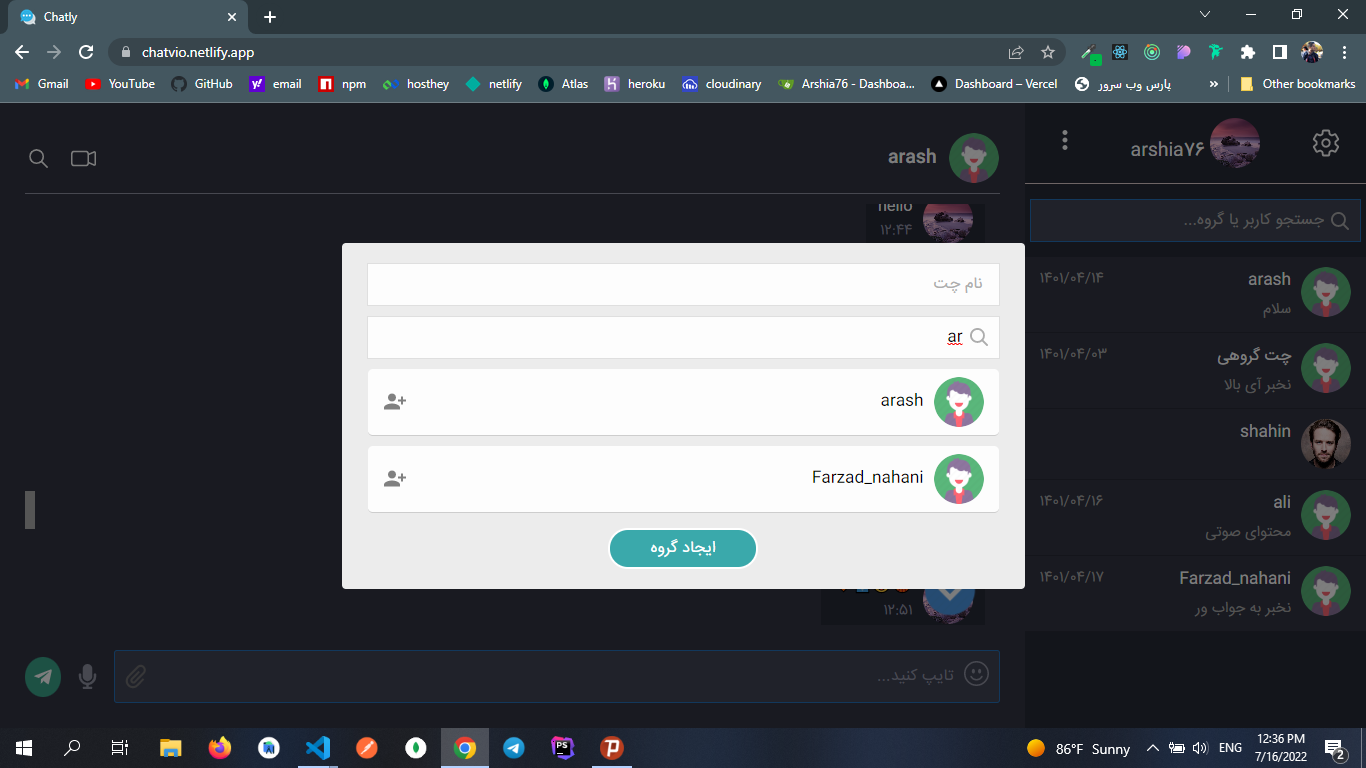 Chatly
chatvio.netlify.app
Gmail
YouTube
GitHub
email
npm
hosthey
netlify
Atlas
heroku
cloudinary
Arshia76 - Dashboa...
Dashboard – Vercel
پارس وب سرور
»
Other bookmarks
arash
arshia۷۶
hello
۱۲:۴۴
جستجو کاربر یا گروه...
نام چت
ar
arash
Farzad_nahani
ایجاد گروه
arash
۱۴۰۱/۰۴/۱۴
سلام
چت گروهی
۱۴۰۱/۰۴/۰۳
نخبر آی بالا
shahin
ali
۱۴۰۱/۰۴/۱۶
محتوای صوتی
Farzad_nahani
۱۴۰۱/۰۴/۱۷
نخبر به جواب ور
۱۲:۵۱
تایپ کنید...
PS
86°F Sunny
ENG
12:36 PM
7/16/2022
2